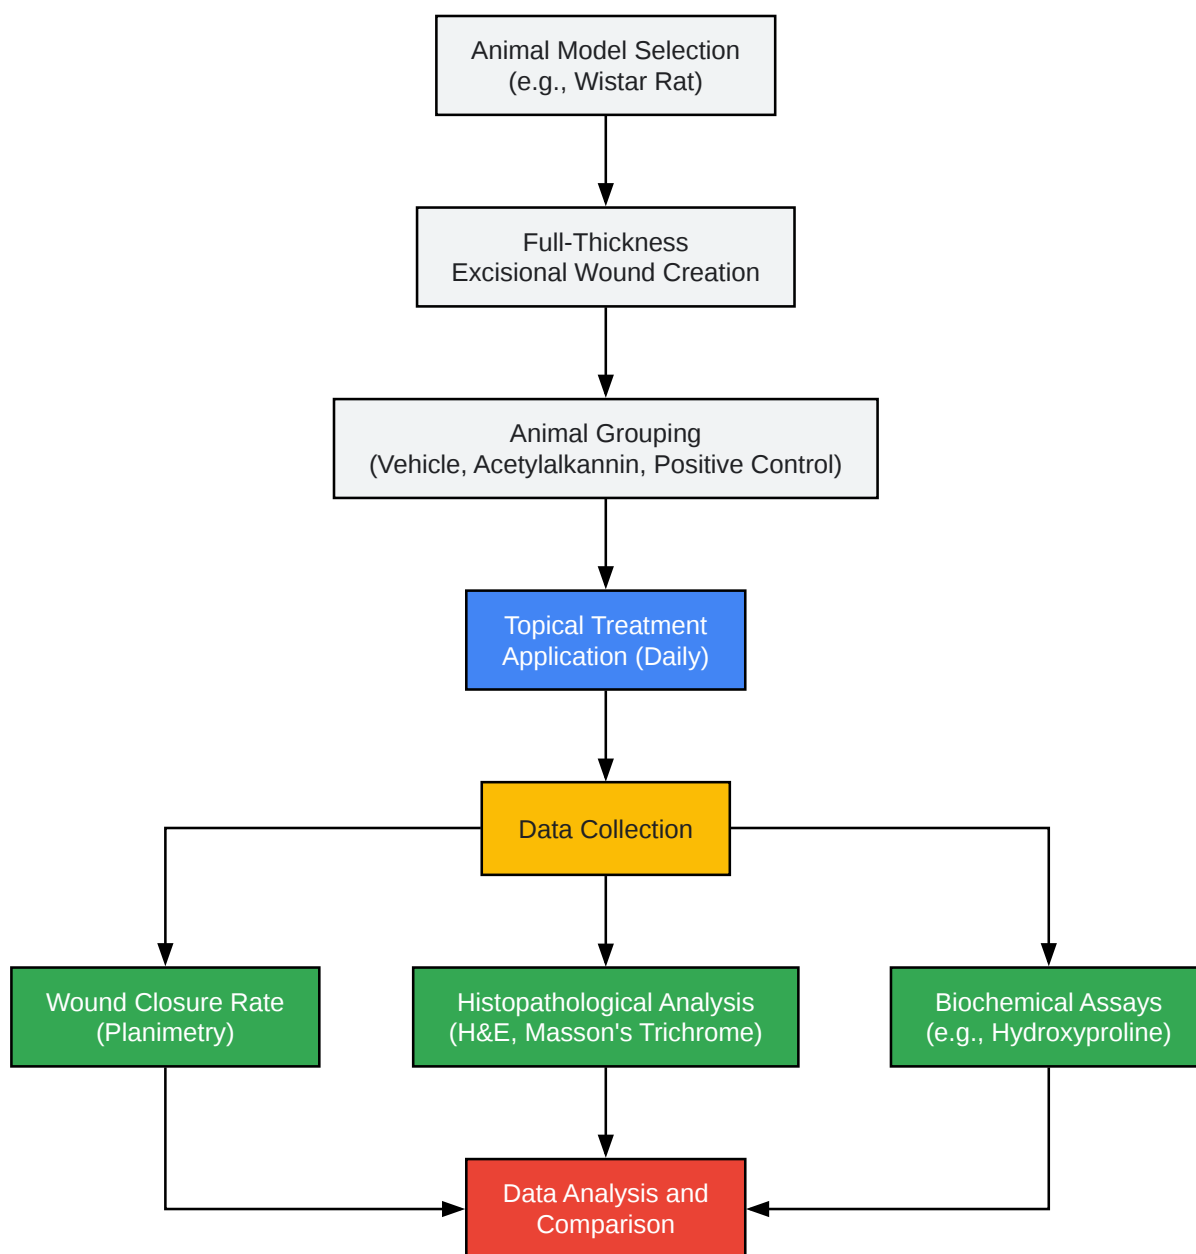 Animal Model Selection
(e.g., Wistar Rat)
Full-Thickness
Excisional Wound Creation
Animal Grouping
(Vehicle, Acetylalkannin, Positive Control)
Topical Treatment
Application (Daily)
Data Collection
Wound Closure Rate
(Planimetry)
Histopathological Analysis
(H&E, Masson's Trichrome)
Biochemical Assays
(e.g., Hydroxyproline)
Data Analysis and
Comparison